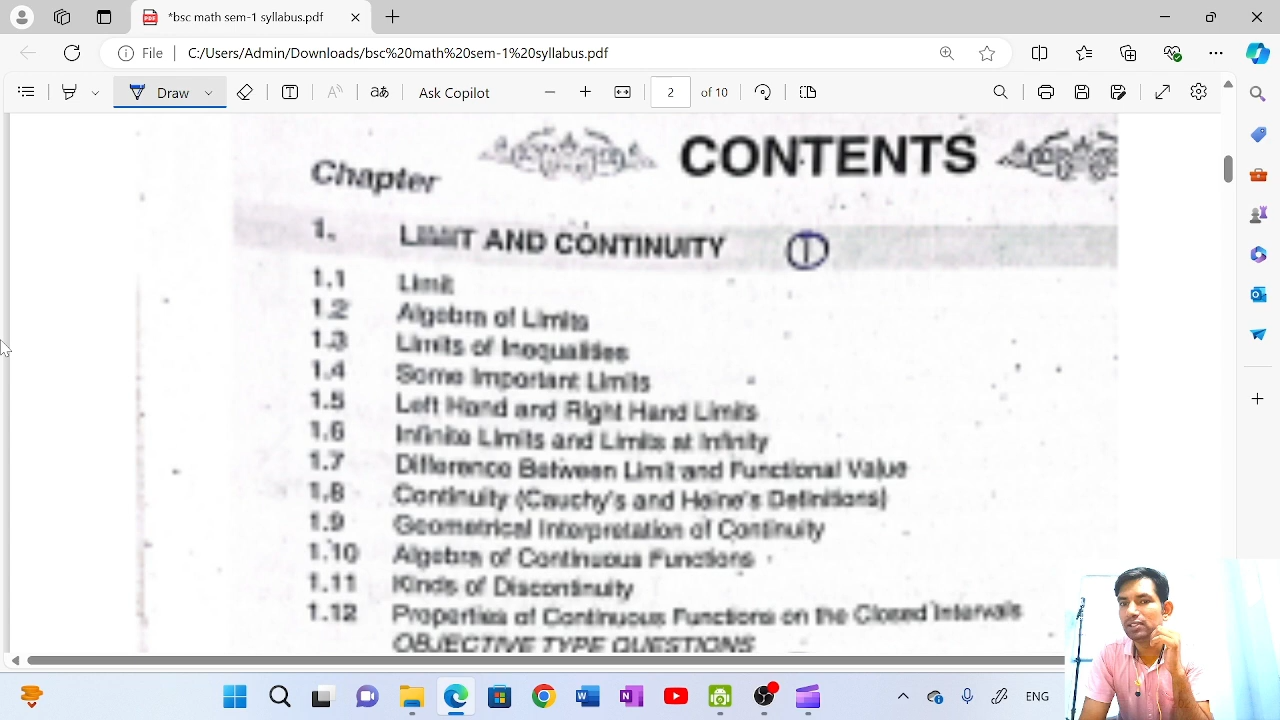 *bsc math sem-1 syllabus.pdf
File
C:/Users/Admin/Downloads/bsc%20math%20sem-1%20syllabus.pdf
Draw
Ask Copilot
2 of 10
CONTENTS
Chapter
1. LIMIT AND CONTINUITY 1
1.1 Limit
1.2 Algebra of Limits
1.3 Limits of Inequalities
1.4 Some Important Limits
1.5 Left Hand and Right Hand Limits
1.6 Infinite Limits and Limits at Infinity
1.7 Difference Between Limit and Functional Value
1.8 Continuity (Cauchy's and Heine's Definitions)
1.9 Geometrical Interpretation of Continuity
1.10 Algebra of Continuous Functions
1.11 Kinds of Discontinuity
1.12 Properties of Continuous Functions on the Closed Intervals
OBJECTIVE TYPE QUESTIONS
ENG